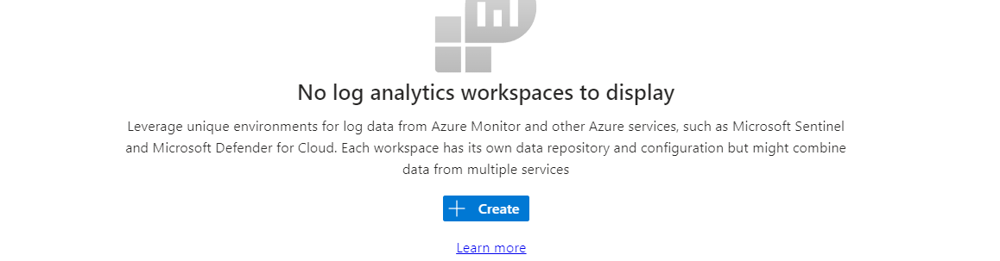 No log analytics workspaces to display
Leverage unique environments for log data from Azure Monitor and other Azure services, such as Microsoft Sentinel
and Microsoft Defender for Cloud. Each workspace has its own data repository and configuration but might combine
data from multiple services
Create
Learn more